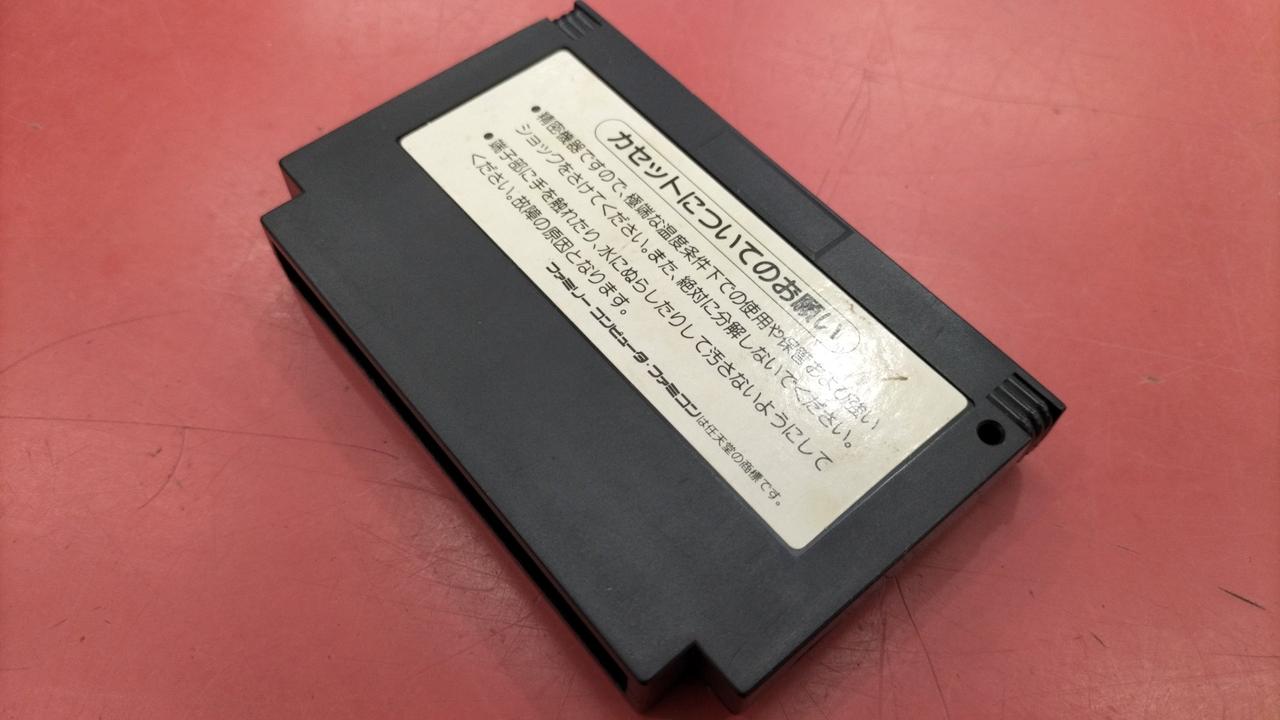 カセットについてのお願い
●精密機器ですので、極端な温度条件下での使用や保管および強い
ショックをさけてください。また、絶対に分解しないでください。
●端子部に手を触れたり、水にぬらしたりして汚さないようにして
ください。故障の原因となります。
ファミリーコンピュータ・ファミコンは任天堂の商標です。